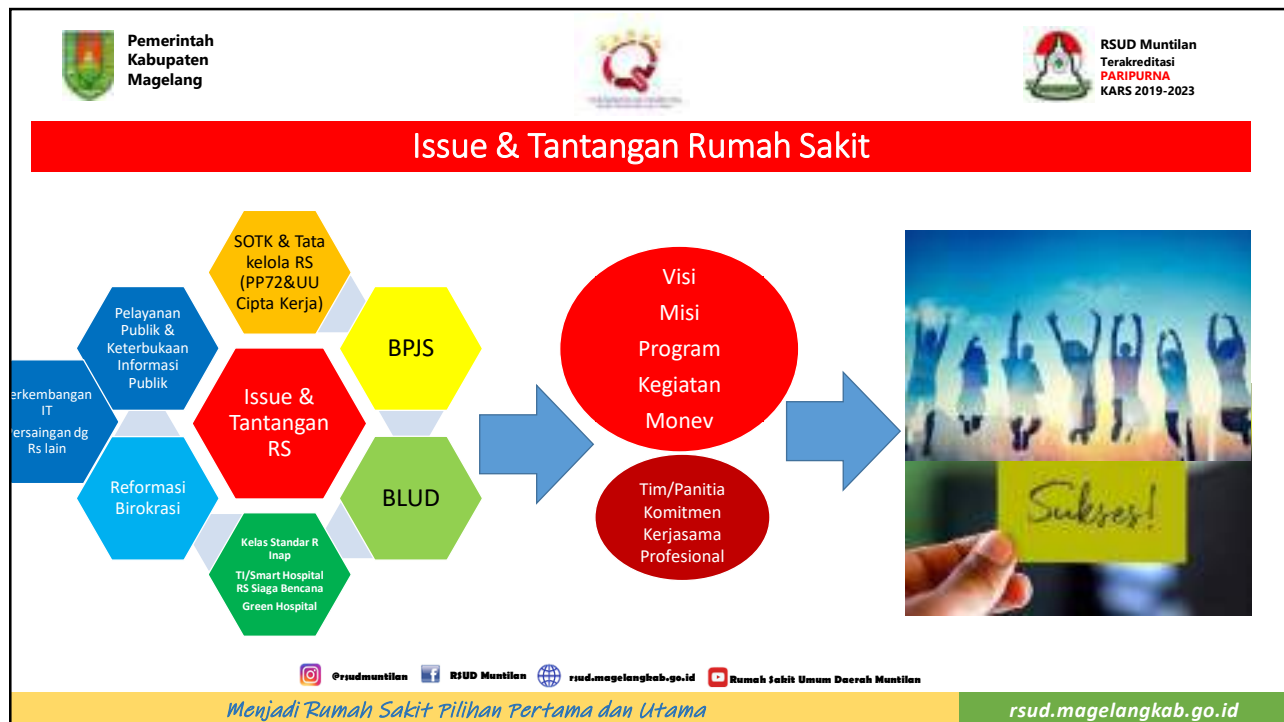 Pemerintah
Kabupaten
Magelang
RSUD Muntilan
Terakreditasi
PARIPURNA
KARS 2019-2023
Issue & Tantangan Rumah Sakit
SOTK & Tata
kelola RS
(PP72&UU
Cipta Kerja)
Pelayanan
Publik &
Keterbukaan
Informasi
Publik
BPJS
erkembangan
IT
ersaingan dg
Rs lain
Issue &
Tantangan
RS
Reformasi
Birokrasi
BLUD
Kelas Standar R
Inap
TI/Smart Hospital
RS Siaga Bencana
Green Hospital
Visi
Misi
Program
Kegiatan
Monev
Tim/Panitia
Komitmen
Kerjasama
Profesional
Sukses!
@rsudmuntilan RSUD Muntilan rsud.magelangkab.go.id Rumah Sakit Umum Daerah Muntilan
Menjadi Rumah Sakit Pilihan Pertama dan Utama
rsud.magelangkab.go.id